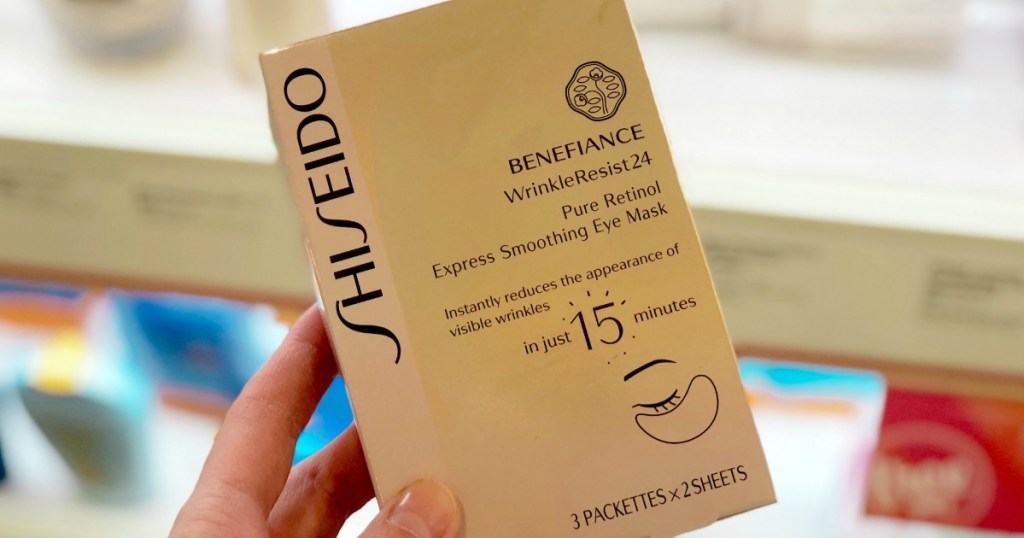 SHISEIDO
BENEFIANCE
WrinkleResist24
Pure Retinol
Express Smoothing Eye Mask
Instantly reduces the appearance of
visible wrinkles
in just 15 minutes
3 PACKETTES x 2 SHEETS